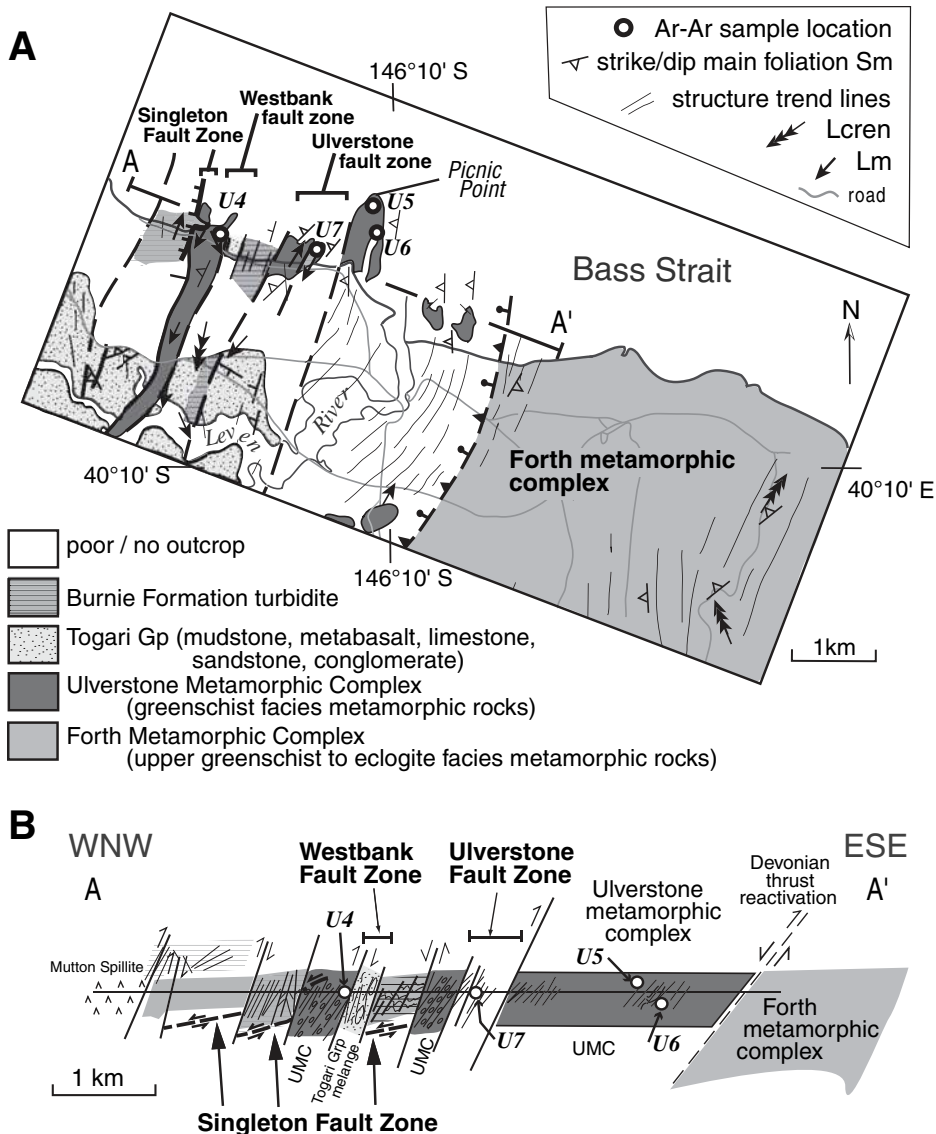 A
146°10' S
Ar-Ar sample location
strike/dip main foliation Sm
structure trend lines
Lcren
Lm
road
Singleton
Fault Zone
Westbank
fault zone
Ulverstone
fault zone
A
Picnic
Point
U4
U5
U7
U6
Bass Strait
N
A'
River
Leven
40°10' S
Forth metamorphic
complex
40°10' E
146°10' S
1km
poor / no outcrop
Burnie Formation turbidite
Togari Gp (mudstone, metabasalt, limestone,
sandstone, conglomerate)
Ulverstone Metamorphic Complex
(greenschist facies metamorphic rocks)
Forth Metamorphic Complex
(upper greenschist to eclogite facies metamorphic rocks)
B
WNW
ESE
A
A'
Westbank
Fault Zone
Ulverstone
Fault Zone
Devonian
thrust
reactivation
Ulverstone
metamorphic
complex
U4
U5
Mutton Spillite
U7
U6
UMC
Togari Grp
melange
UMC
UMC
Forth
metamorphic
complex
1 km
Singleton Fault Zone